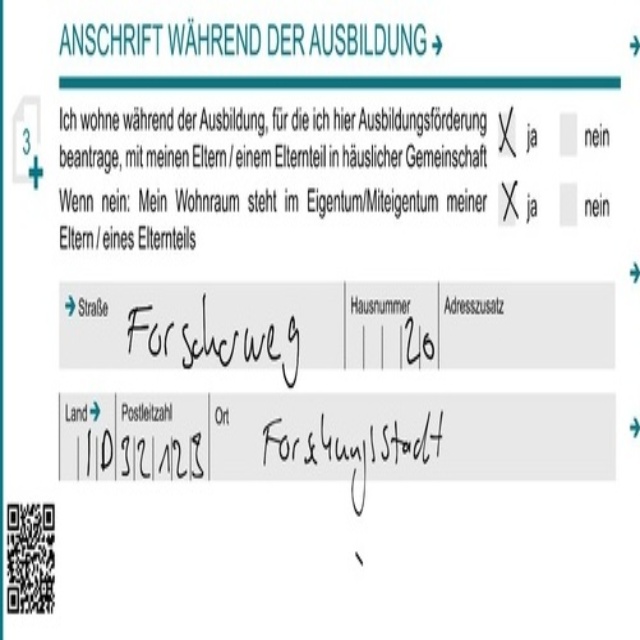 ANSCHRIFT WÄHREND DER AUSBILDUNG
3
Ich wohne während der Ausbildung, für die ich hier Ausbildungsförderung
beantrage, mit meinen Eltern / einem Elternteil in häuslicher Gemeinschaft
X ja nein
Wenn nein: Mein Wohnraum steht im Eigentum/Miteigentum meiner
Eltern / eines Elternteils
X ja nein
Straße Hausnummer Adresszusatz
Forscherweg 20
Land Postleitzahl Ort
D 32123 Forschungsstadt